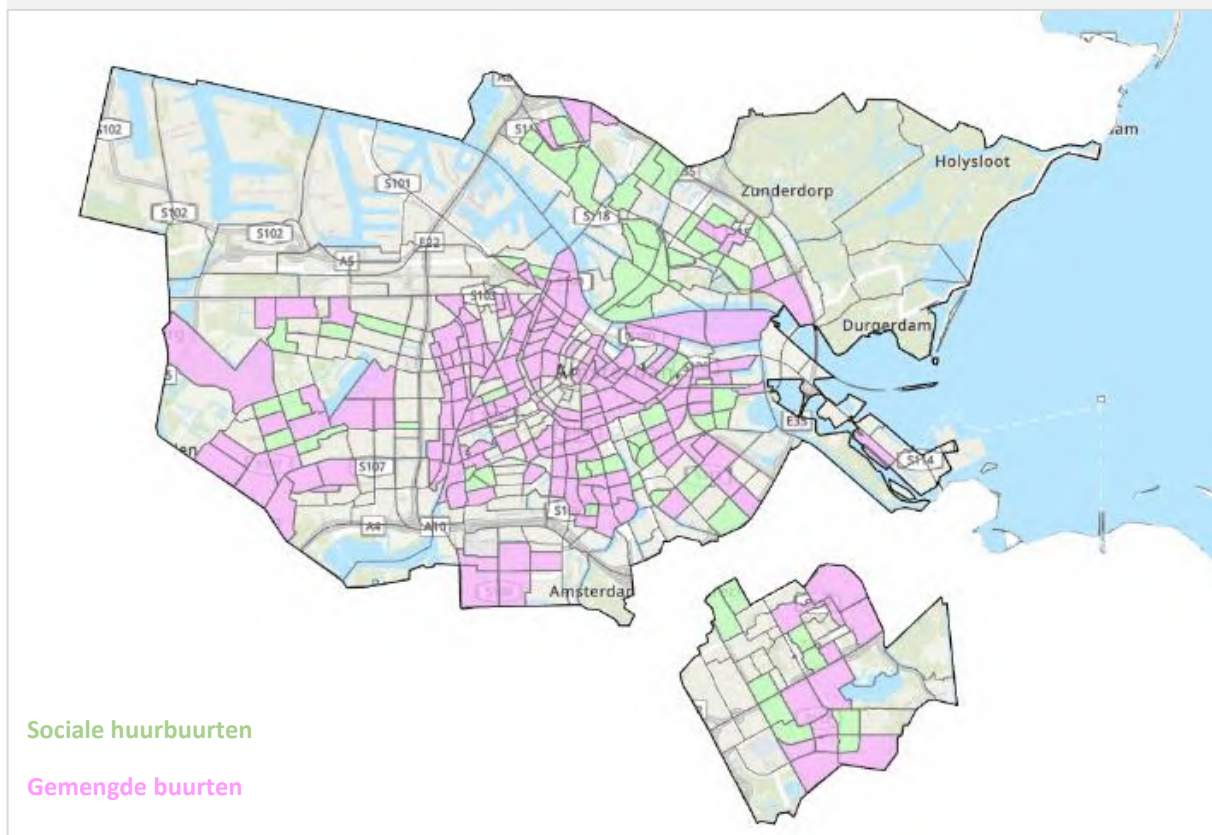 S102
S101
Holysloot
Zunderdorp
S102
S118
S102
E22
A5
S103
Durgerdam
E35
S107
S114
A4
A10
Amsterdam
Sociale huurbuurten
Gemengde buurten